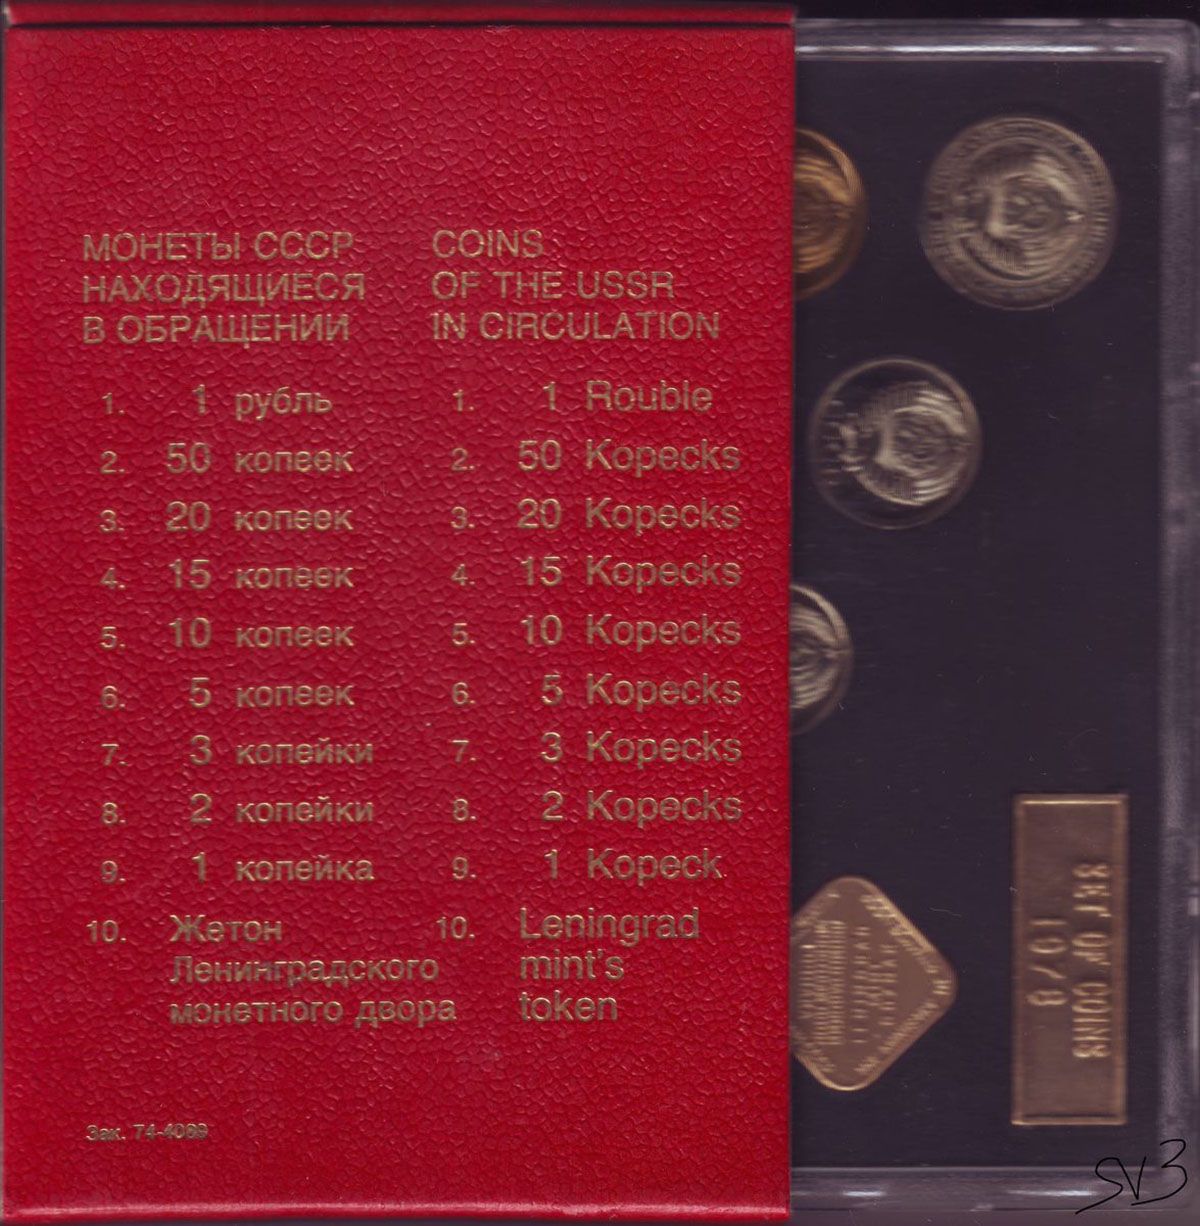 МОНЕТЫ СССР
НАХОДЯЩИЕСЯ
В ОБРАЩЕНИИ
1. 1 рубль
2. 50 копеек
3. 20 копеек
4. 15 копеек
5. 10 копеек
6. 5 копеек
7. 3 копейки
8. 2 копейки
9. 1 копейка
10. Жетон
Ленинградского
монетного двора
Зак. 74-4089
COINS
OF THE USSR
IN CIRCULATION
1. 1 Rouble
2. 50 Kopecks
3. 20 Kopecks
4. 15 Kopecks
5. 10 Kopecks
6. 5 Kopecks
7. 3 Kopecks
8. 2 Kopecks
9. 1 Kopeck
10. Leningrad
mint's
token
SET OF COINS
1978
SV3